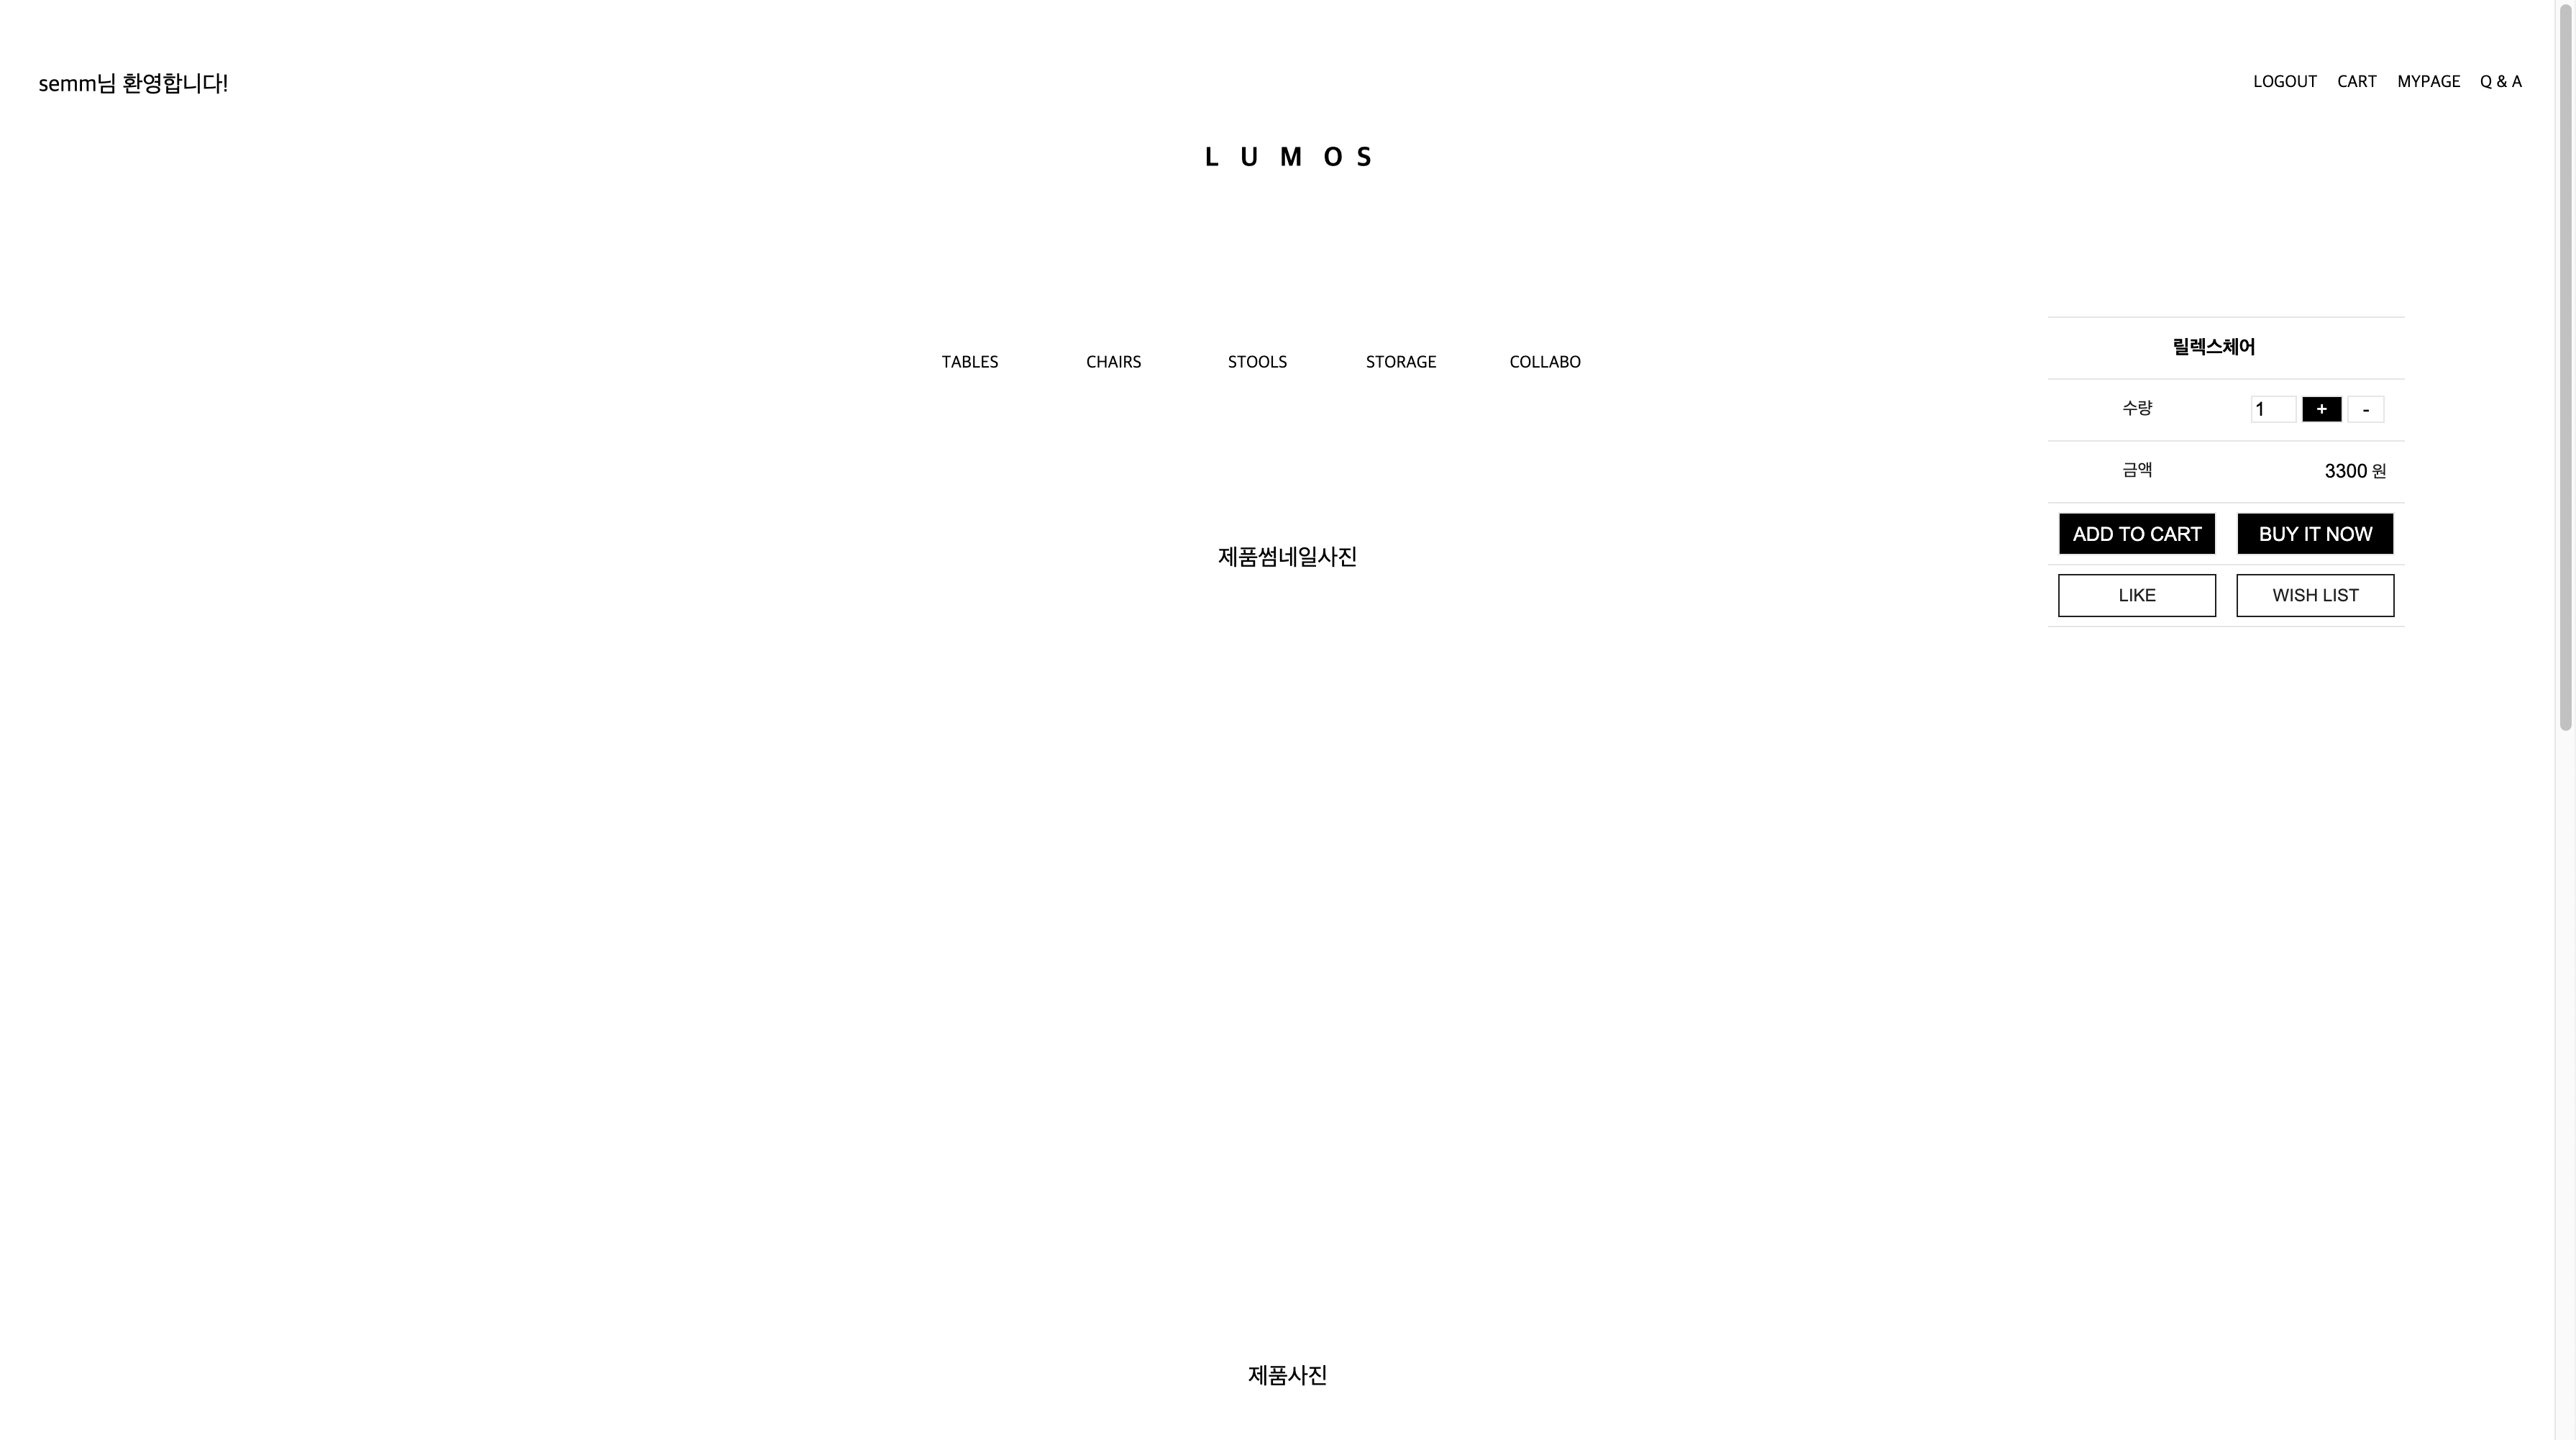 semm님 환영합니다!
LOGOUT CART MYPAGE Q & A
L U M O S
TABLES CHAIRS STOOLS STORAGE COLLABO
릴렉스체어
수량 1 + -
금액 3300 원
ADD TO CART BUY IT NOW
LIKE WISH LIST
제품썸네일사진
제품사진